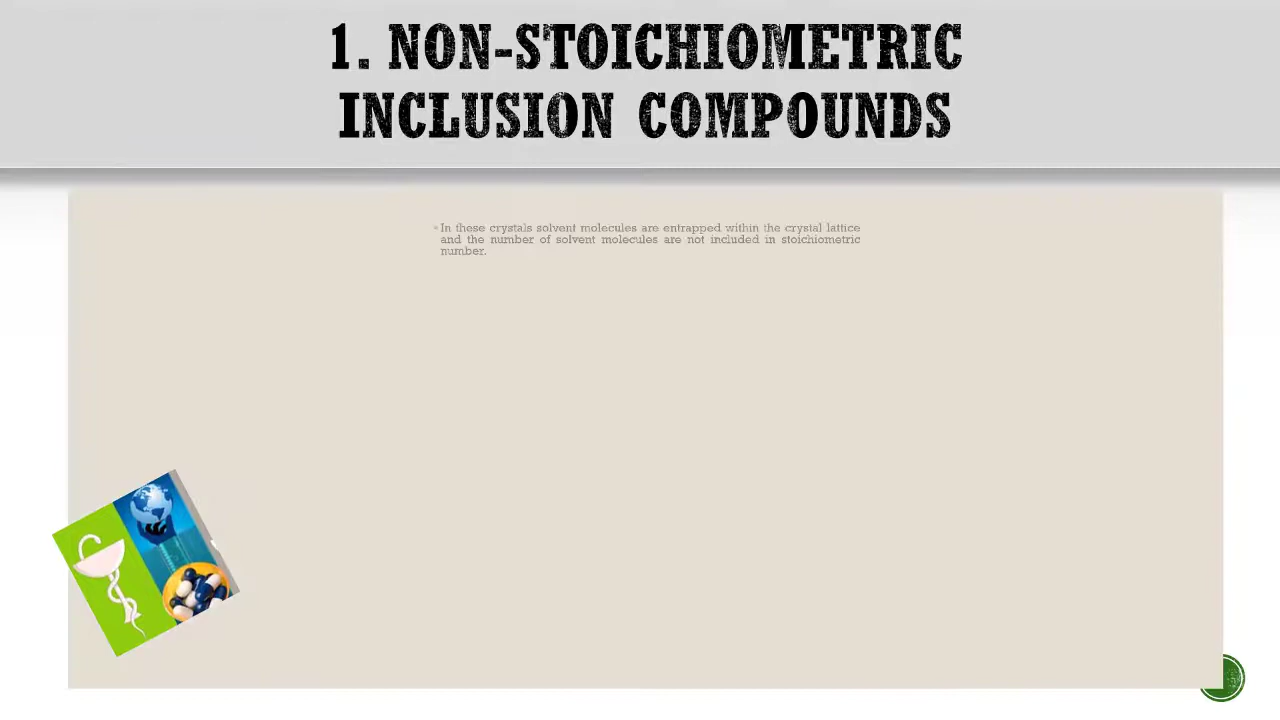 1. NON-STOICHIOMETRIC
INCLUSION COMPOUNDS
In these crystals solvent molecules are entrapped within the crystal lattice
and the number of solvent molecules are not included in stoichiometric
number.